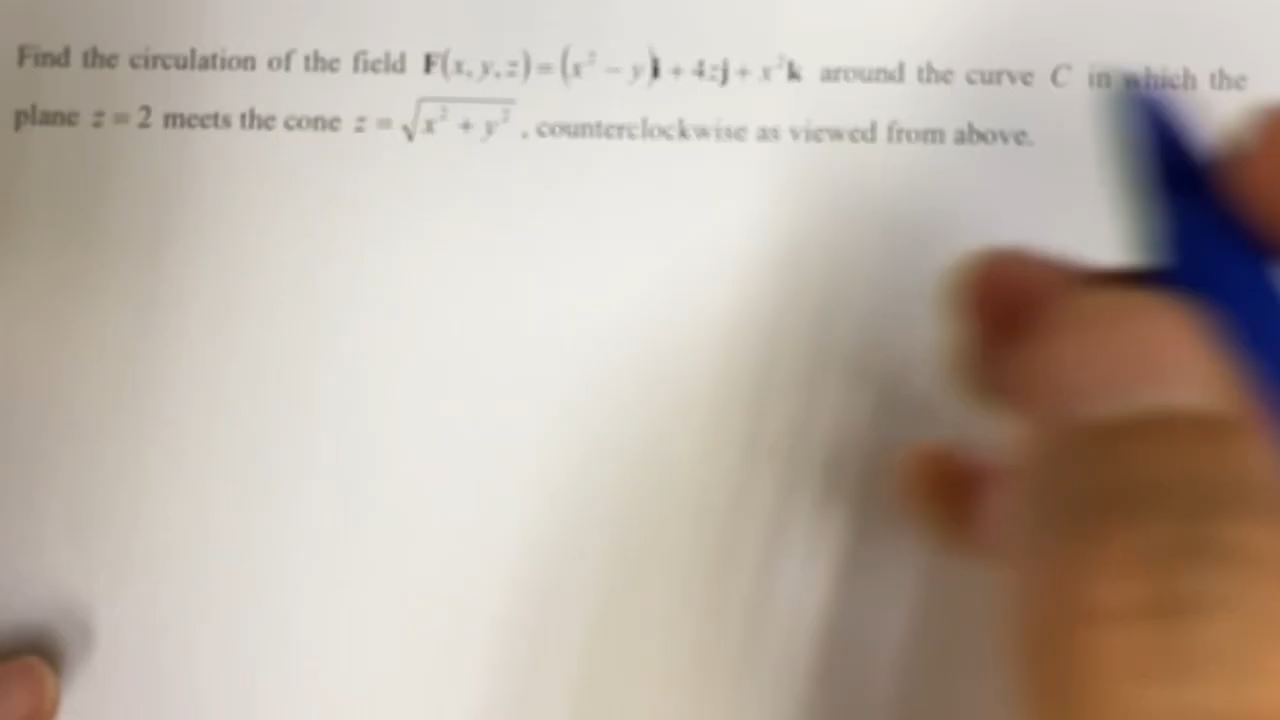 Find the circulation of the field F(x, y, z) = (x² − y)i + 4zj + x²k around the curve C in which the
plane z = 2 meets the cone z = √(x² + y²), counterclockwise as viewed from above.